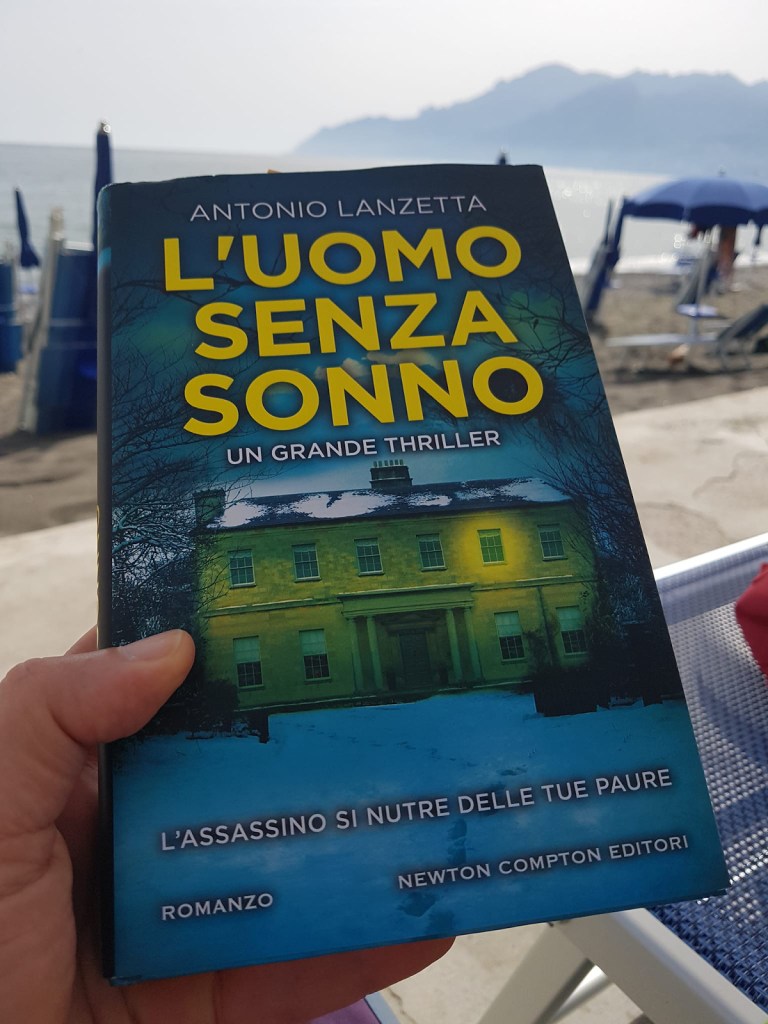 ANTONIO LANZETTA
L'UOMO
SENZA
SONNO
UN GRANDE THRILLER
L'ASSASSINO SI NUTRE DELLE TUE PAURE
NEWTON COMPTON EDITORI
ROMANZO